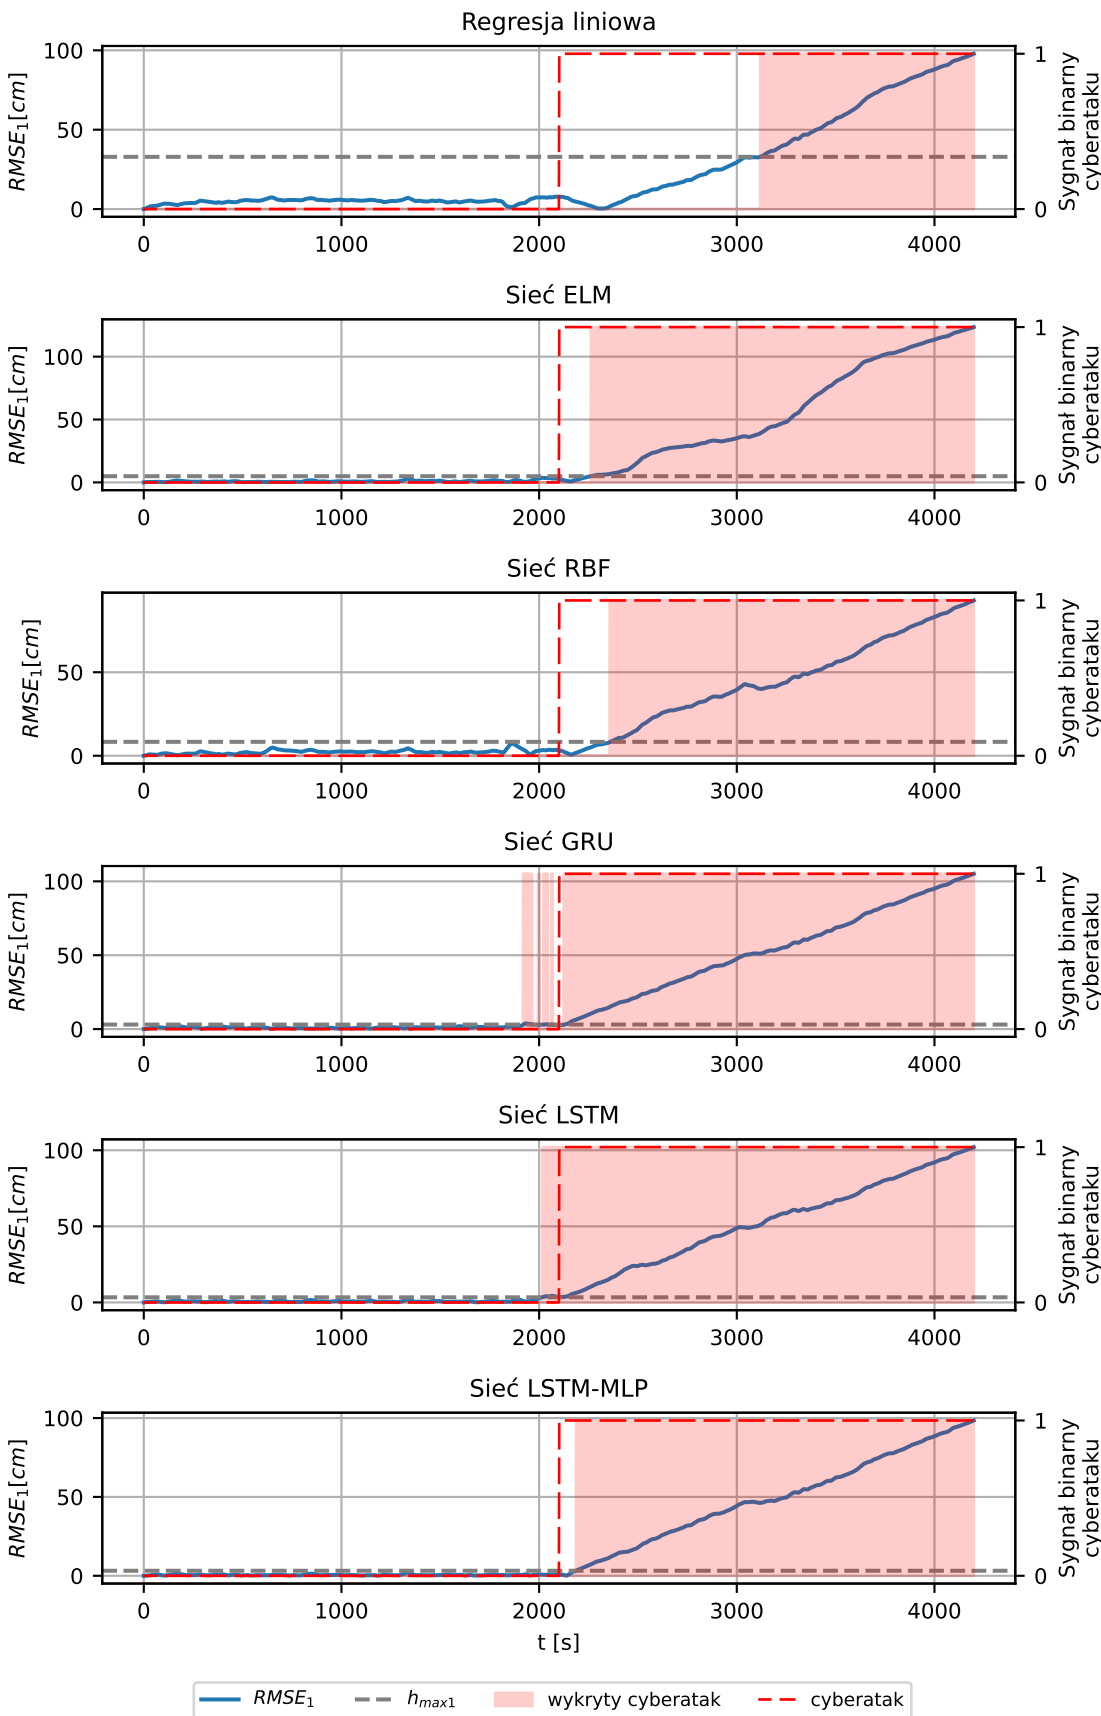 Regresja liniowa
100
50
0
RMSE1[cm]
1
0
Sygnał binarny
cyberataku
0 1000 2000 3000 4000
Sieć ELM
100
50
0
RMSE1[cm]
1
0
Sygnał binarny
cyberataku
0 1000 2000 3000 4000
Sieć RBF
50
0
RMSE1[cm]
1
0
Sygnał binarny
cyberataku
0 1000 2000 3000 4000
Sieć GRU
100
50
0
RMSE1[cm]
1
0
Sygnał binarny
cyberataku
0 1000 2000 3000 4000
Sieć LSTM
100
50
0
RMSE1[cm]
1
0
Sygnał binarny
cyberataku
0 1000 2000 3000 4000
Sieć LSTM-MLP
100
50
0
RMSE1[cm]
1
0
Sygnał binarny
cyberataku
0 1000 2000 3000 4000
t [s]
RMSE1 hmax1 wykryty cyberatak cyberatak